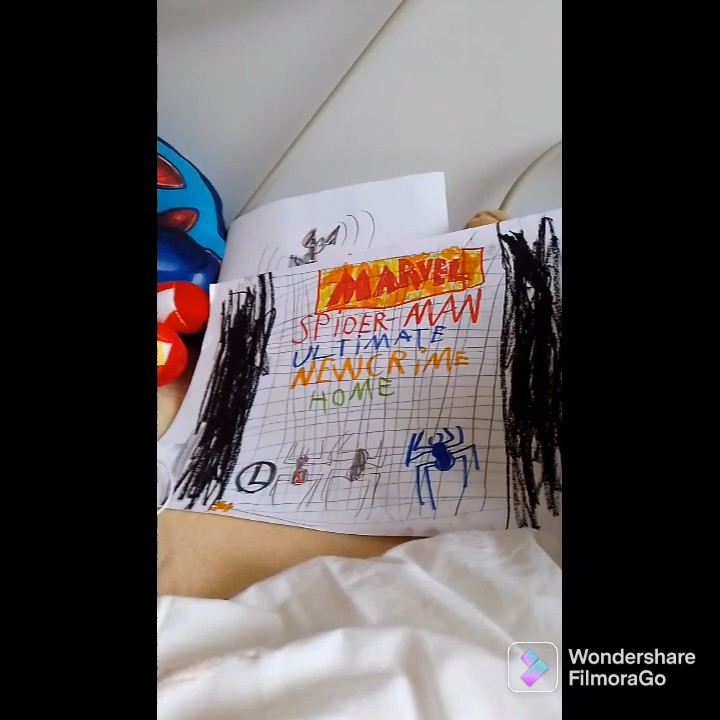 MARVEL
SPIDER-MAN
ULTIMATE
NEWCRiME
HOME
L
Wondershare
FilmoraGo